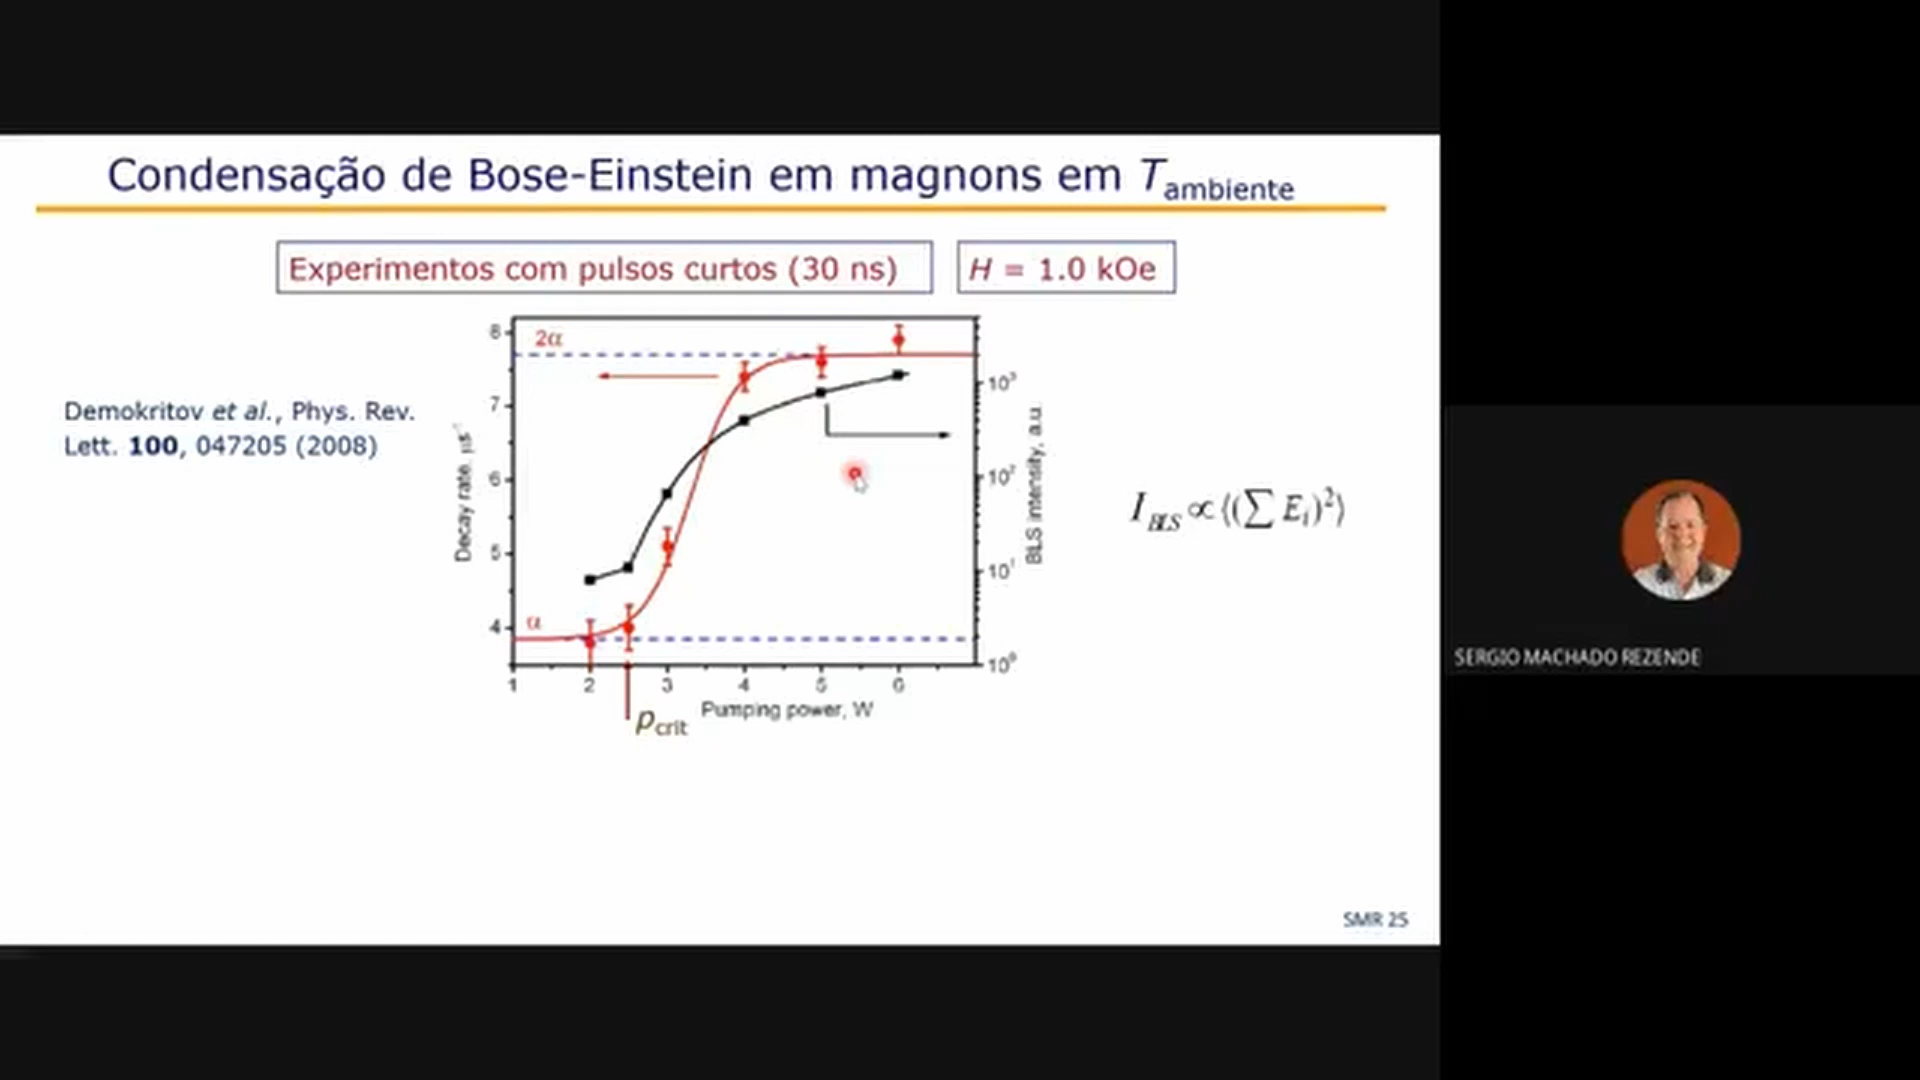 Condensação de Bose-Einstein em magnons em T ambiente
Experimentos com pulsos curtos (30 ns)
H = 1.0 kOe
Demokritov et al., Phys. Rev.
Lett. 100, 047205 (2008)
2α
α
8
7
6
5
4
Decay rate, μs⁻¹
10³
10²
10¹
10⁰
BLS intensity, a.u.
1 2 3 4 5 6
Pumping power, W
pcrit
I BLS ∝ ⟨(∑ Ei)²⟩
SMR 25
SERGIO MACHADO REZENDE